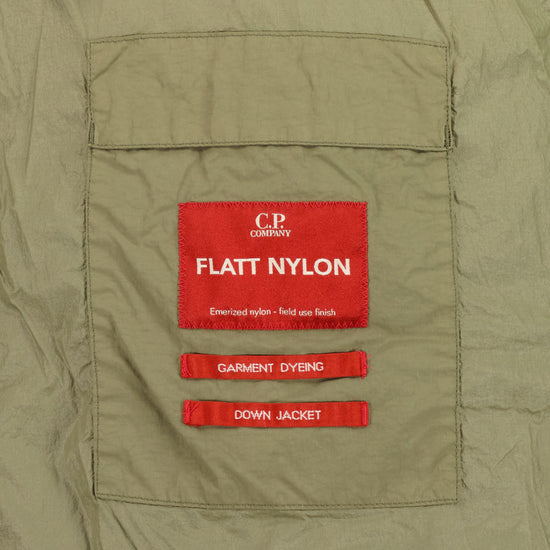 C.P.
COMPANY
FLATT NYLON
Emerized nylon - field use finish
GARMENT DYEING
DOWN JACKET